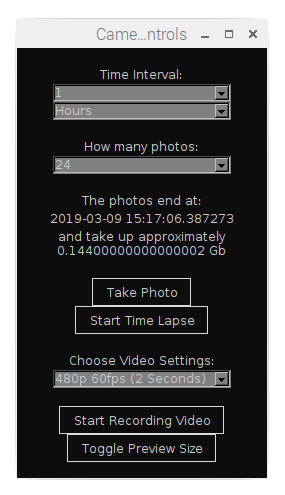 Came...ntrols
Time Interval:
1
Hours
How many photos:
24
The photos end at:
2019-03-09 15:17:06.387273
and take up approximately
0.14400000000000002 Gb
Take Photo
Start Time Lapse
Choose Video Settings:
480p 60fps (2 Seconds)
Start Recording Video
Toggle Preview Size